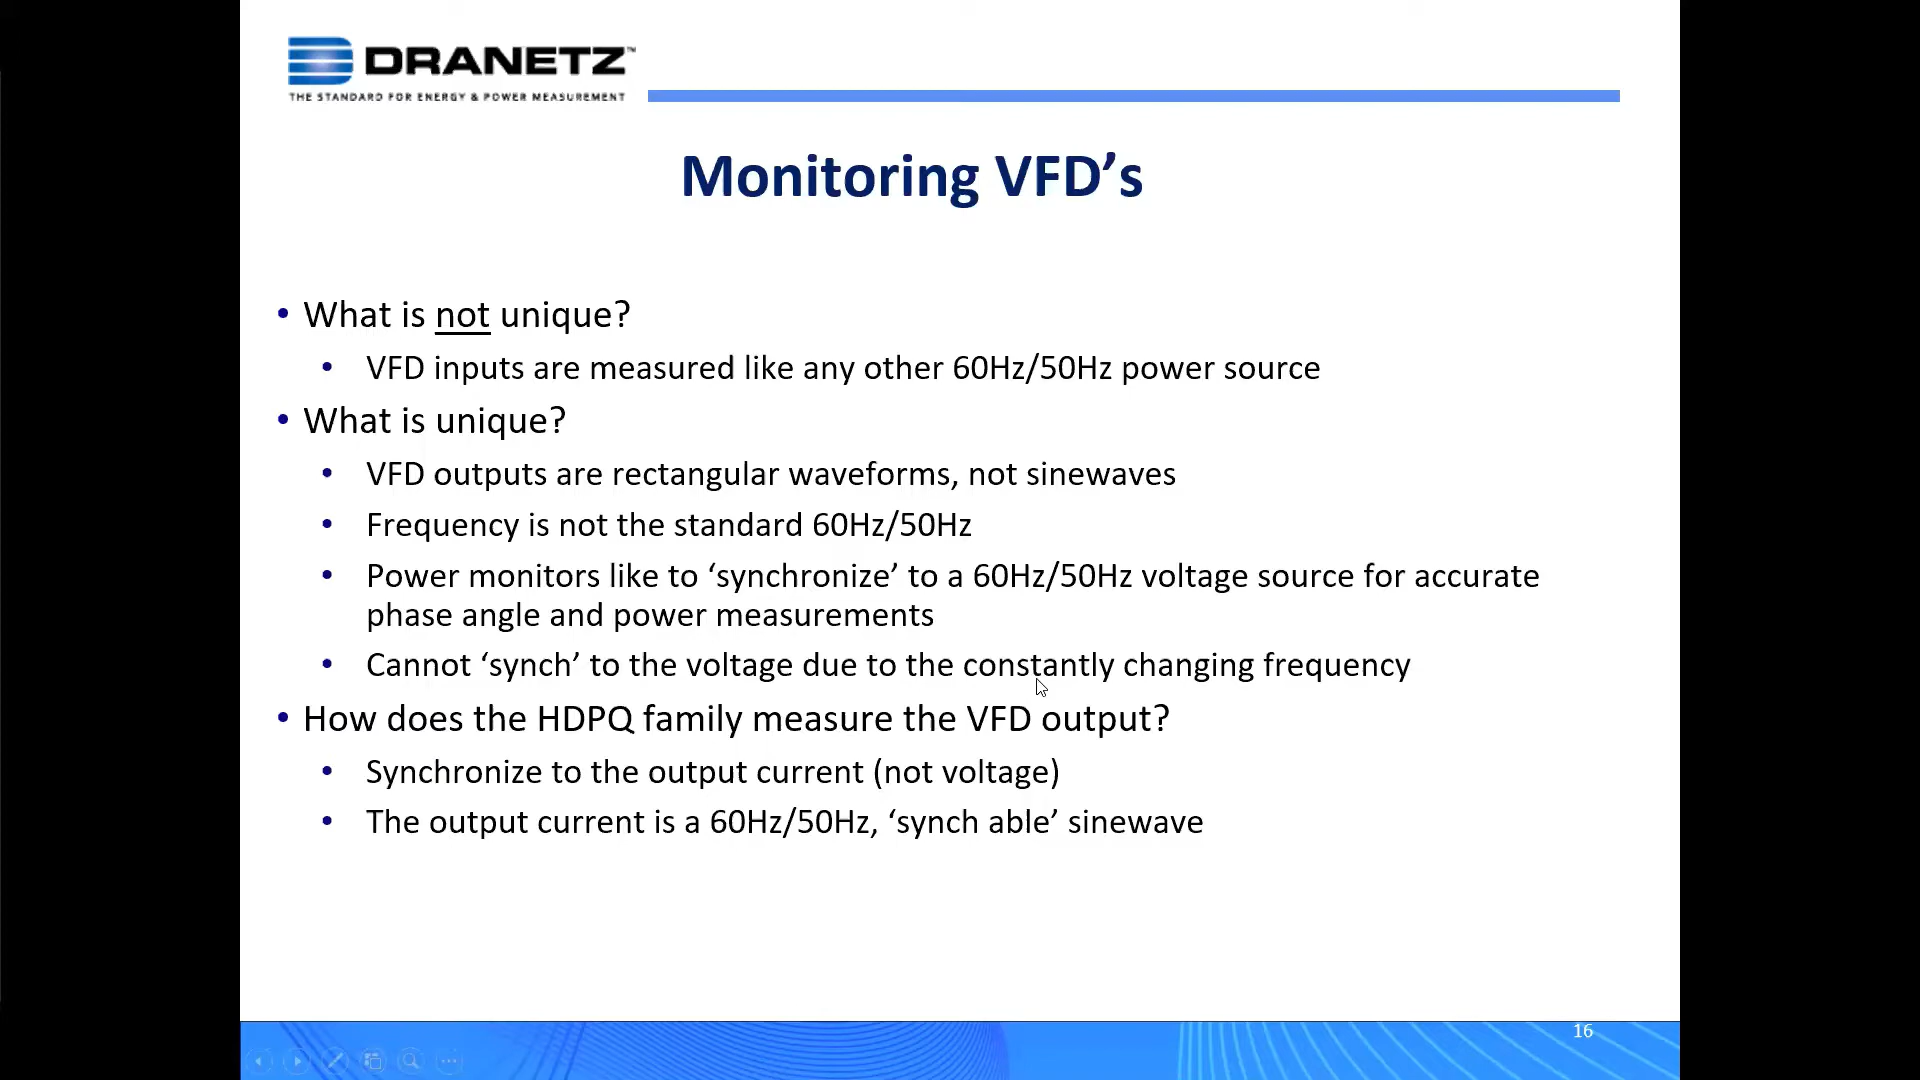 DRANETZ™
THE STANDARD FOR ENERGY & POWER MEASUREMENT
Monitoring VFD’s
• What is not unique?
• VFD inputs are measured like any other 60Hz/50Hz power source
• What is unique?
• VFD outputs are rectangular waveforms, not sinewaves
• Frequency is not the standard 60Hz/50Hz
• Power monitors like to ‘synchronize’ to a 60Hz/50Hz voltage source for accurate
phase angle and power measurements
• Cannot ‘synch’ to the voltage due to the constantly changing frequency
• How does the HDPQ family measure the VFD output?
• Synchronize to the output current (not voltage)
• The output current is a 60Hz/50Hz, ‘synch able’ sinewave
16